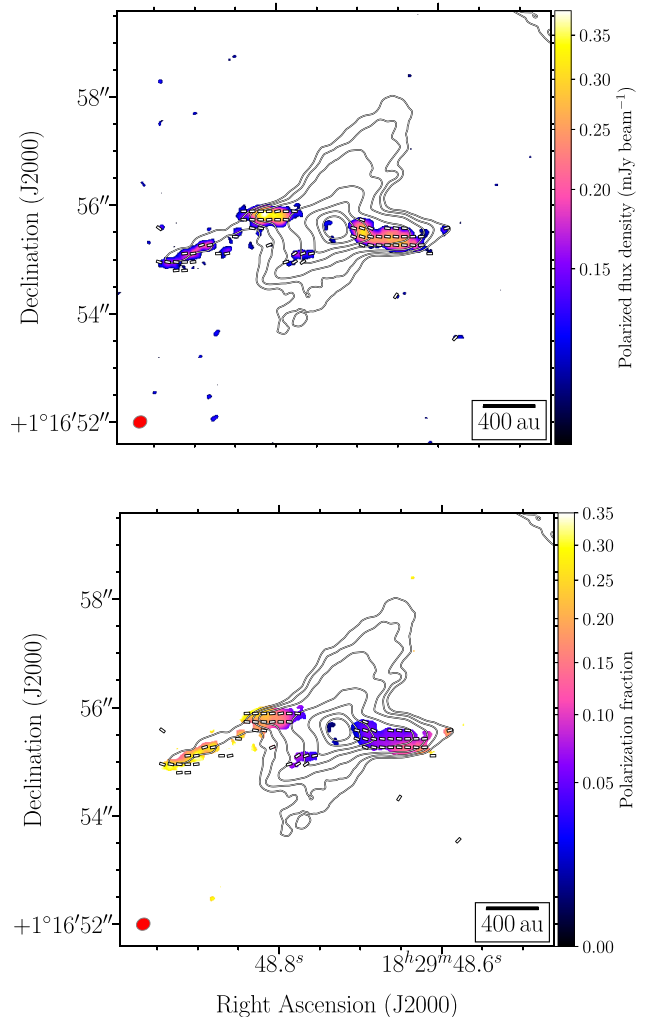 58″
56″
54″
+1°16′52″
Declination (J2000)
400 au
0.35
0.30
0.25
0.20
0.15
Polarized flux density (mJy beam⁻¹)
58″
56″
54″
+1°16′52″
Declination (J2000)
400 au
0.35
0.30
0.25
0.20
0.15
0.10
0.05
0.00
Polarization fraction
48.8ˢ
18ʰ29ᵐ48.6ˢ
Right Ascension (J2000)